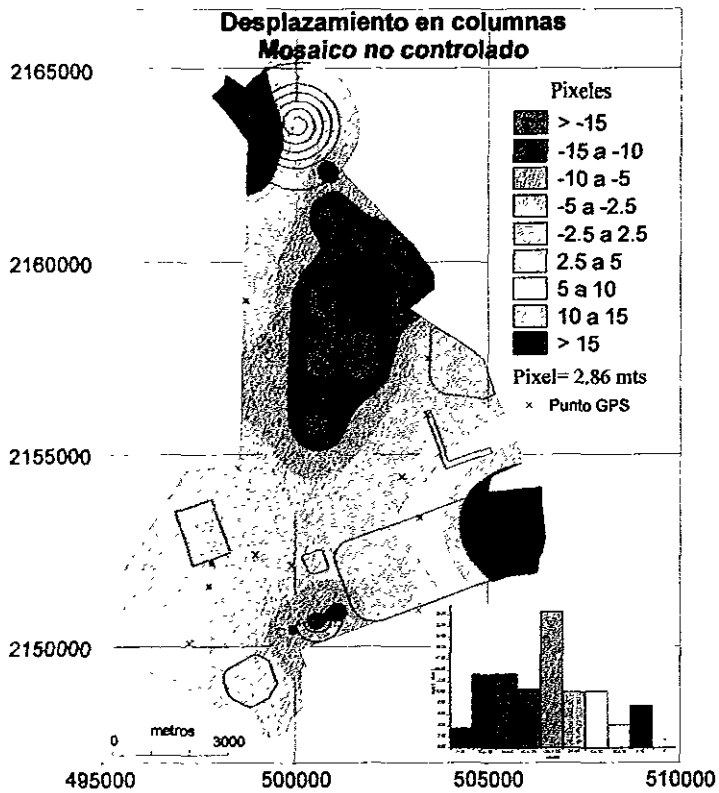 Desplazamiento en columnas
Mosaico no controlado
2165000
2160000
2155000
2150000
Pixeles
> -15
-15 a -10
-10 a -5
-5 a -2.5
-2.5 a 2.5
2.5 a 5
5 a 10
10 a 15
> 15
Pixel= 2.86 mts
× Punto GPS
metros
0 3000
495000 500000 505000 510000